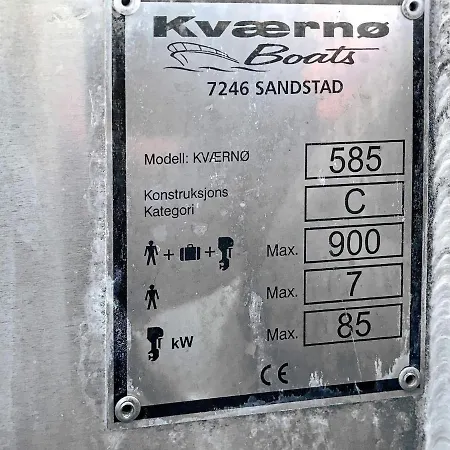 Kværnø
Boats
7246 SANDSTAD
Modell: KVÆRNØ 585
Konstruksjons
Kategori C
+ + Max. 900
Max. 7
kW Max. 85
CE